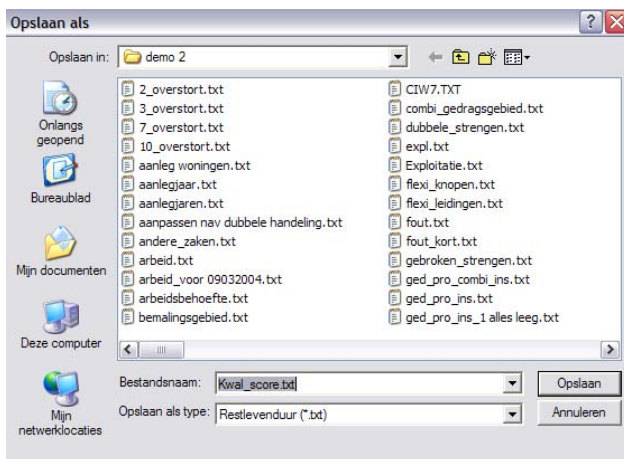 Opslaan als
Opslaan in: demo 2
Onlangs geopend
Bureaublad
Mijn documenten
Deze computer
Mijn netwerklocaties
2_overstort.txt
3_overstort.txt
7_overstort.txt
10_overstort.txt
aanleg woningen.txt
aanlegjaar.txt
aanlegjaren.txt
aanpassen nav dubbele handeling.txt
andere_zaken.txt
arbeid.txt
arbeid_voor 09032004.txt
arbeidsbehoefte.txt
bemalingsgebied.txt
CIW7.TXT
combi_gedragsgebied.txt
dubbele_strengen.txt
expl.txt
Exploitatie.txt
flexi_knopen.txt
flexi_leidingen.txt
fout.txt
fout_kort.txt
gebroken_strengen.txt
ged_pro_combi_ins.txt
ged_pro_ins.txt
ged_pro_ins_1 alles leeg.txt
Bestandsnaam: Kwal_score.txt Opslaan
Opslaan als type: Restlevenduur (*.txt) Annuleren